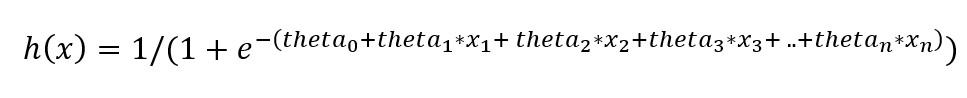 h(x) = 1/(1 + e^{-(theta_0+theta_1*x_1+ theta_2*x_2+theta_3*x_3+ ..+theta_n*x_n)})